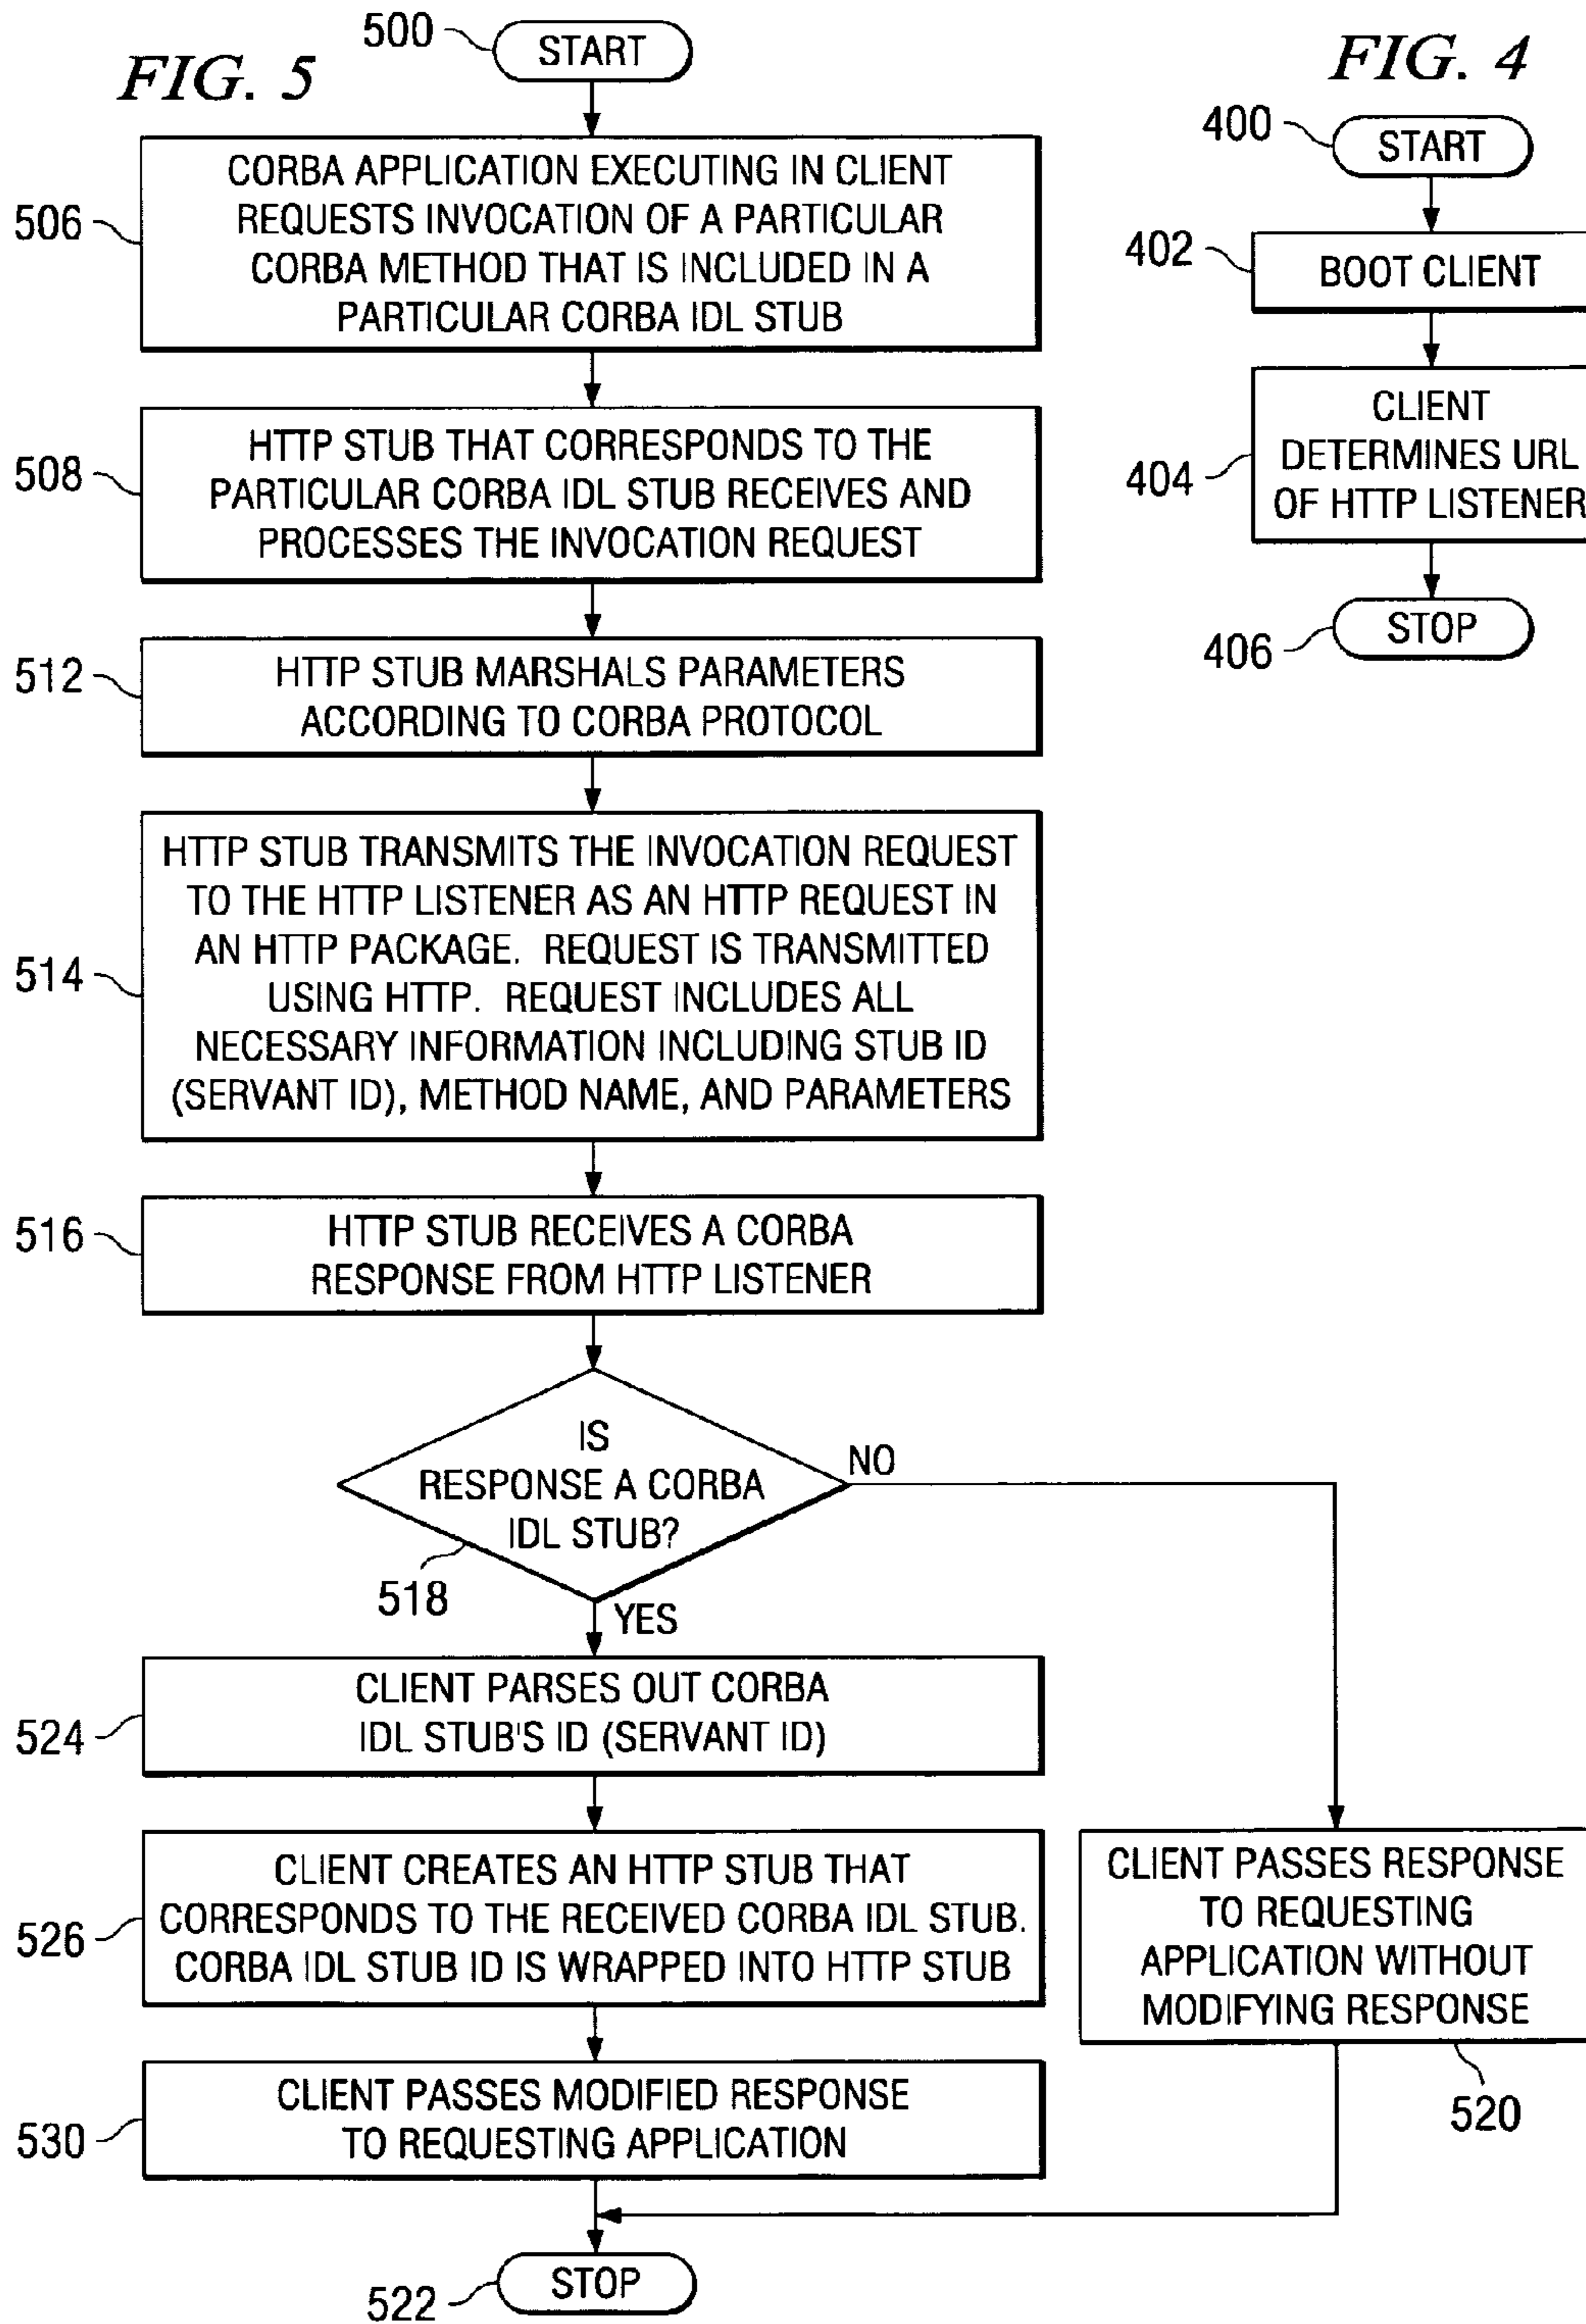 FIG. 5
500
START
506
CORBA APPLICATION EXECUTING IN CLIENT
REQUESTS INVOCATION OF A PARTICULAR
CORBA METHOD THAT IS INCLUDED IN A
PARTICULAR CORBA IDL STUB
508
HTTP STUB THAT CORRESPONDS TO THE
PARTICULAR CORBA IDL STUB RECEIVES AND
PROCESSES THE INVOCATION REQUEST
512
HTTP STUB MARSHALS PARAMETERS
ACCORDING TO CORBA PROTOCOL
514
HTTP STUB TRANSMITS THE INVOCATION REQUEST
TO THE HTTP LISTENER AS AN HTTP REQUEST IN
AN HTTP PACKAGE. REQUEST IS TRANSMITTED
USING HTTP. REQUEST INCLUDES ALL
NECESSARY INFORMATION INCLUDING STUB ID
(SERVANT ID), METHOD NAME, AND PARAMETERS
516
HTTP STUB RECEIVES A CORBA
RESPONSE FROM HTTP LISTENER
IS
RESPONSE A CORBA
IDL STUB?
518
NO
YES
524
CLIENT PARSES OUT CORBA
IDL STUB'S ID (SERVANT ID)
526
CLIENT CREATES AN HTTP STUB THAT
CORRESPONDS TO THE RECEIVED CORBA IDL STUB.
CORBA IDL STUB ID IS WRAPPED INTO HTTP STUB
530
CLIENT PASSES MODIFIED RESPONSE
TO REQUESTING APPLICATION
CLIENT PASSES RESPONSE
TO REQUESTING
APPLICATION WITHOUT
MODIFYING RESPONSE
520
522
STOP
FIG. 4
400
START
402
BOOT CLIENT
404
CLIENT
DETERMINES URL
OF HTTP LISTENER
406
STOP